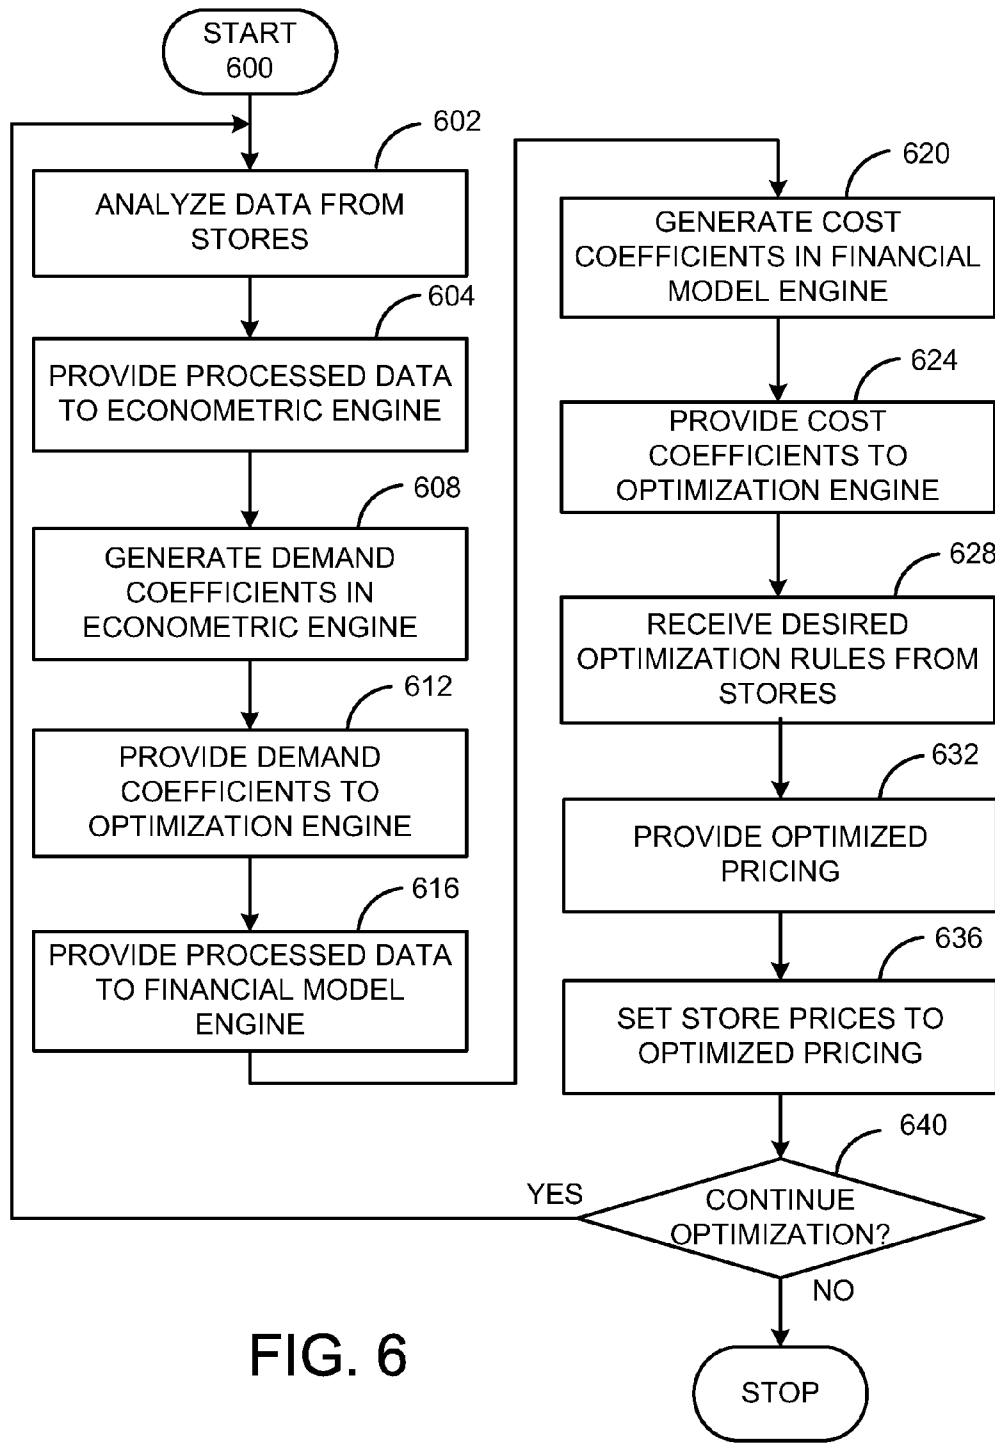 START
600
602
ANALYZE DATA FROM
STORES
604
PROVIDE PROCESSED DATA
TO ECONOMETRIC ENGINE
608
GENERATE DEMAND
COEFFICIENTS IN
ECONOMETRIC ENGINE
612
PROVIDE DEMAND
COEFFICIENTS TO
OPTIMIZATION ENGINE
616
PROVIDE PROCESSED DATA
TO FINANCIAL MODEL
ENGINE
620
GENERATE COST
COEFFICIENTS IN FINANCIAL
MODEL ENGINE
624
PROVIDE COST
COEFFICIENTS TO
OPTIMIZATION ENGINE
628
RECEIVE DESIRED
OPTIMIZATION RULES FROM
STORES
632
PROVIDE OPTIMIZED
PRICING
636
SET STORE PRICES TO
OPTIMIZED PRICING
640
CONTINUE
OPTIMIZATION?
YES
NO
STOP
FIG. 6